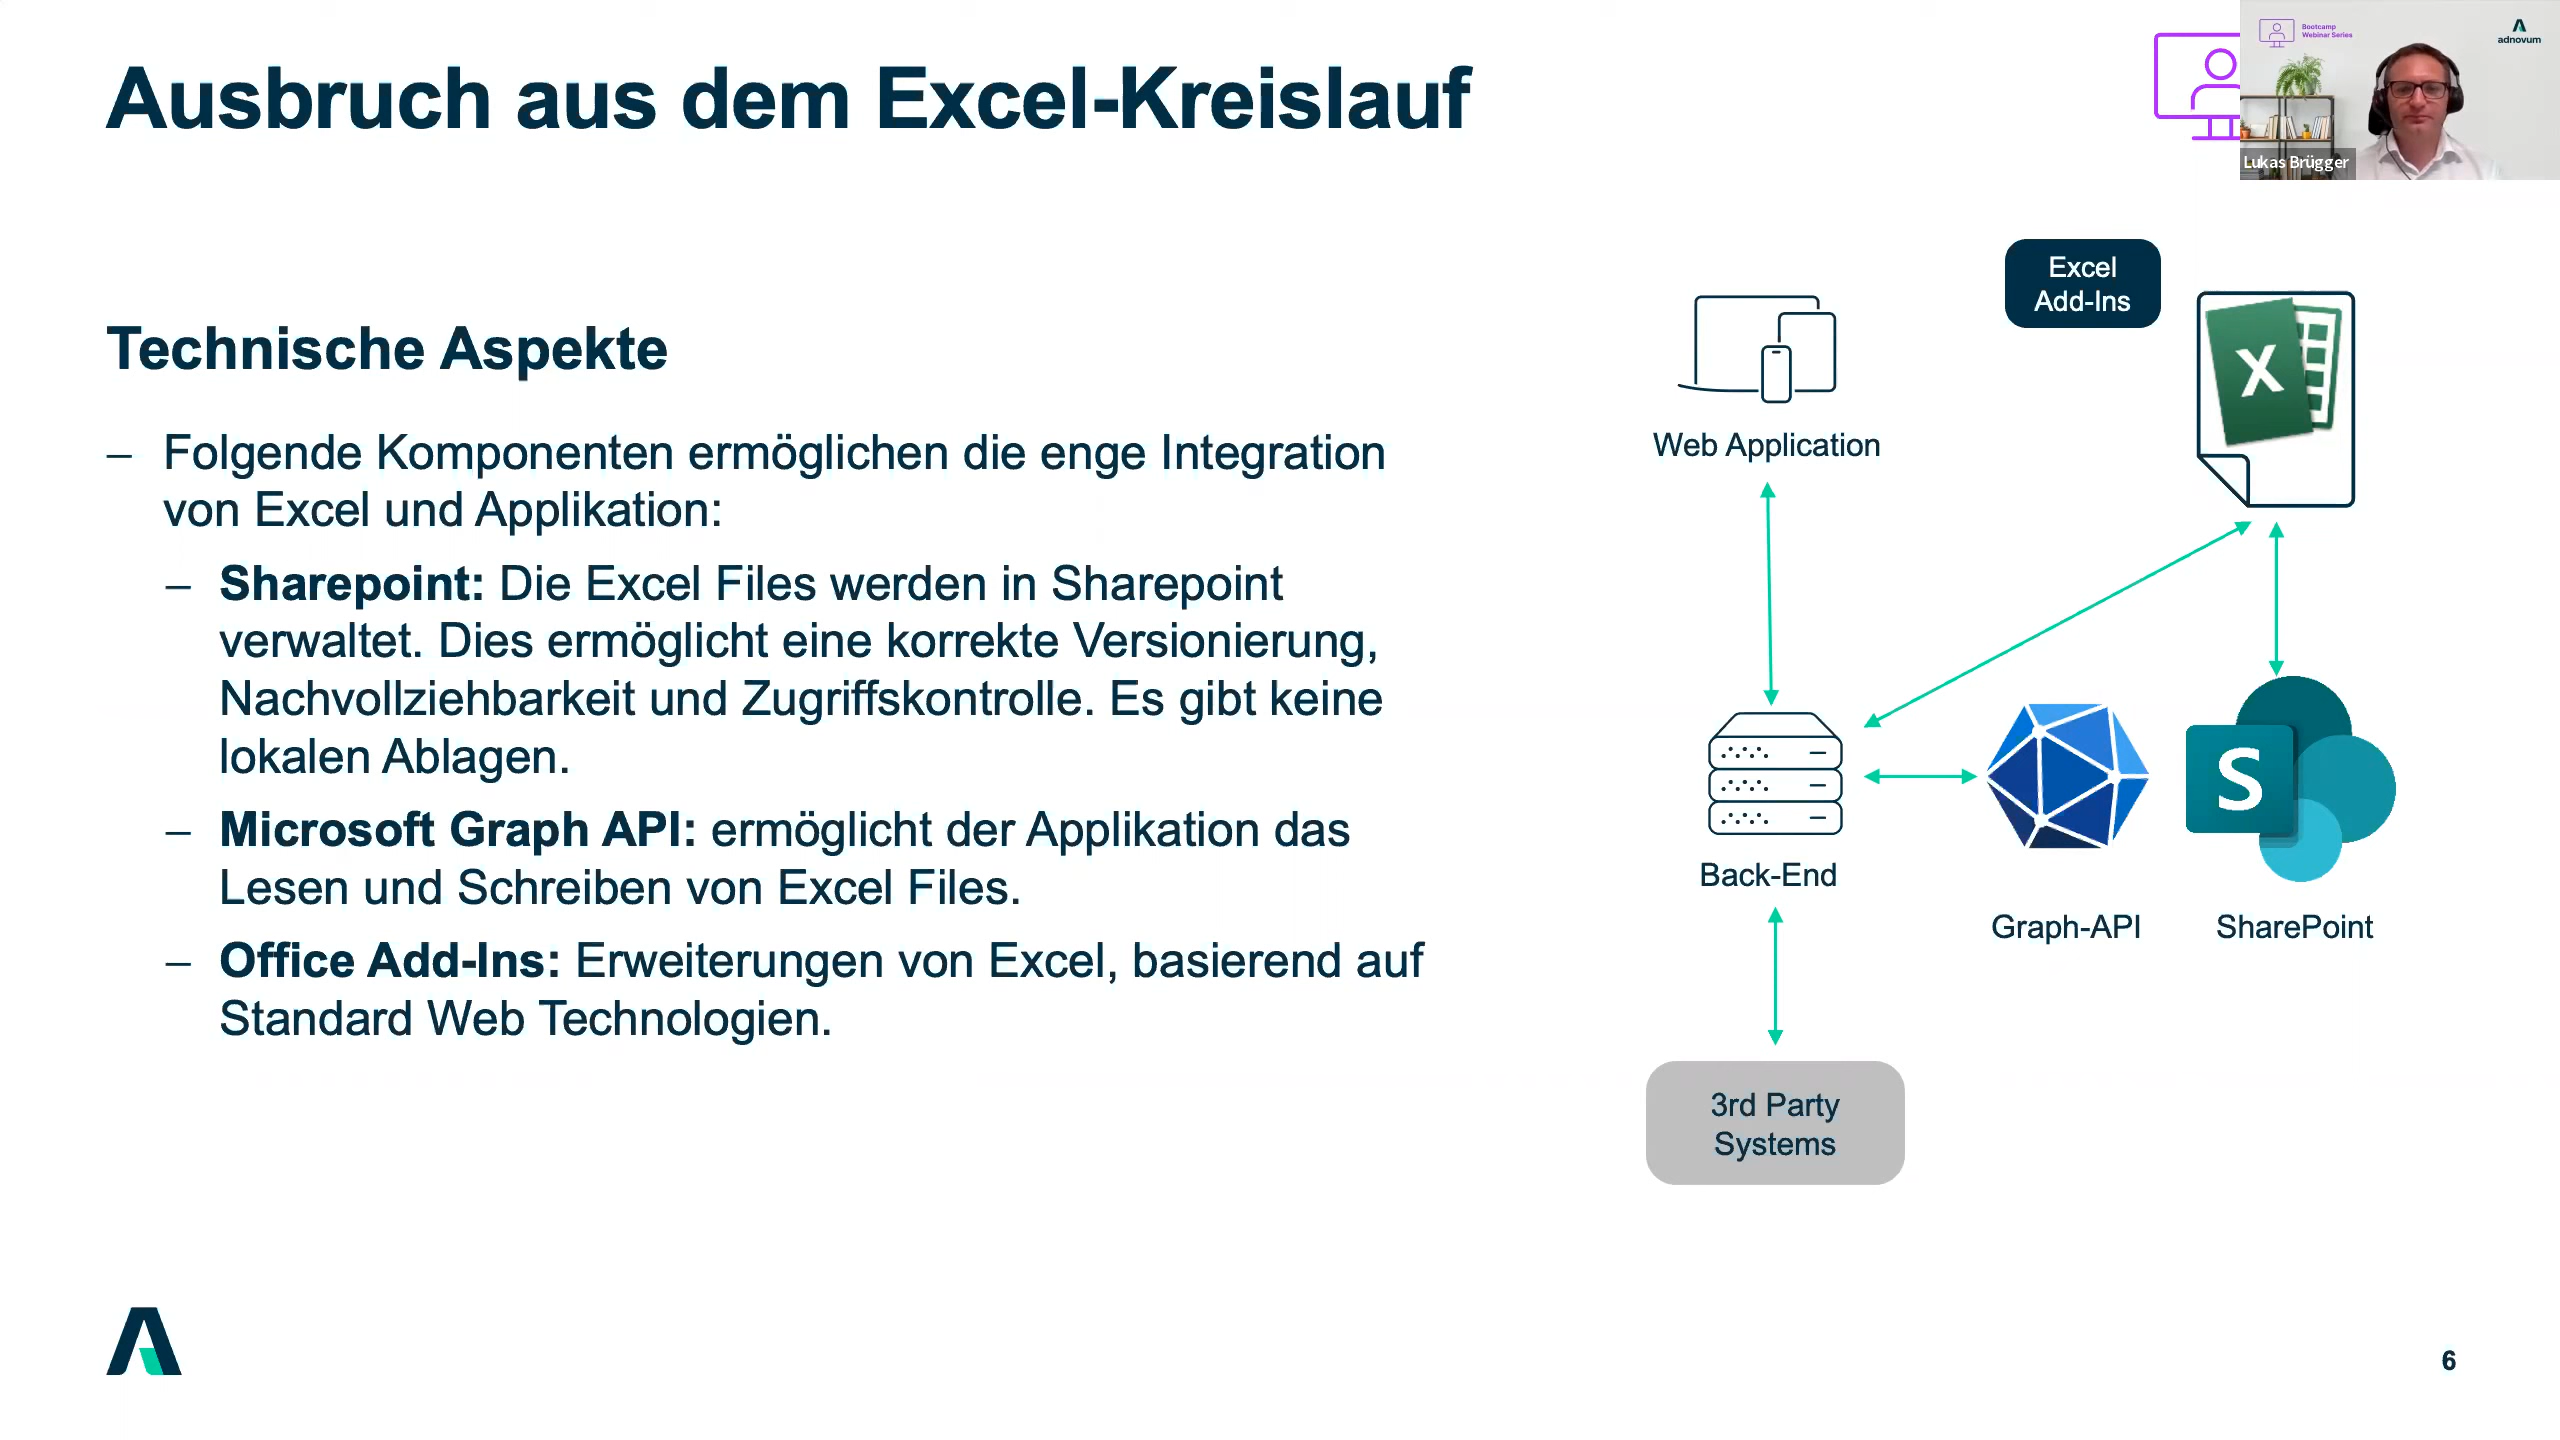 Ausbruch aus dem Excel-Kreislauf
Bootcamp
Webinar Series
adnovum
Lukas Brügger
Technische Aspekte
– Folgende Komponenten ermöglichen die enge Integration
von Excel und Applikation:
– Sharepoint: Die Excel Files werden in Sharepoint
verwaltet. Dies ermöglicht eine korrekte Versionierung,
Nachvollziehbarkeit und Zugriffskontrolle. Es gibt keine
lokalen Ablagen.
– Microsoft Graph API: ermöglicht der Applikation das
Lesen und Schreiben von Excel Files.
– Office Add-Ins: Erweiterungen von Excel, basierend auf
Standard Web Technologien.
Excel
Add-Ins
X
Web Application
S
Back-End
Graph-API
SharePoint
3rd Party
Systems
6